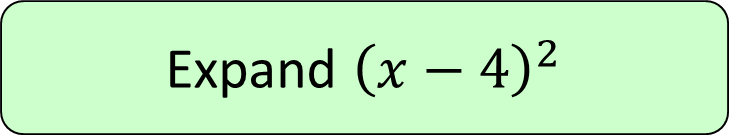 Expand (𝑥 − 4)²